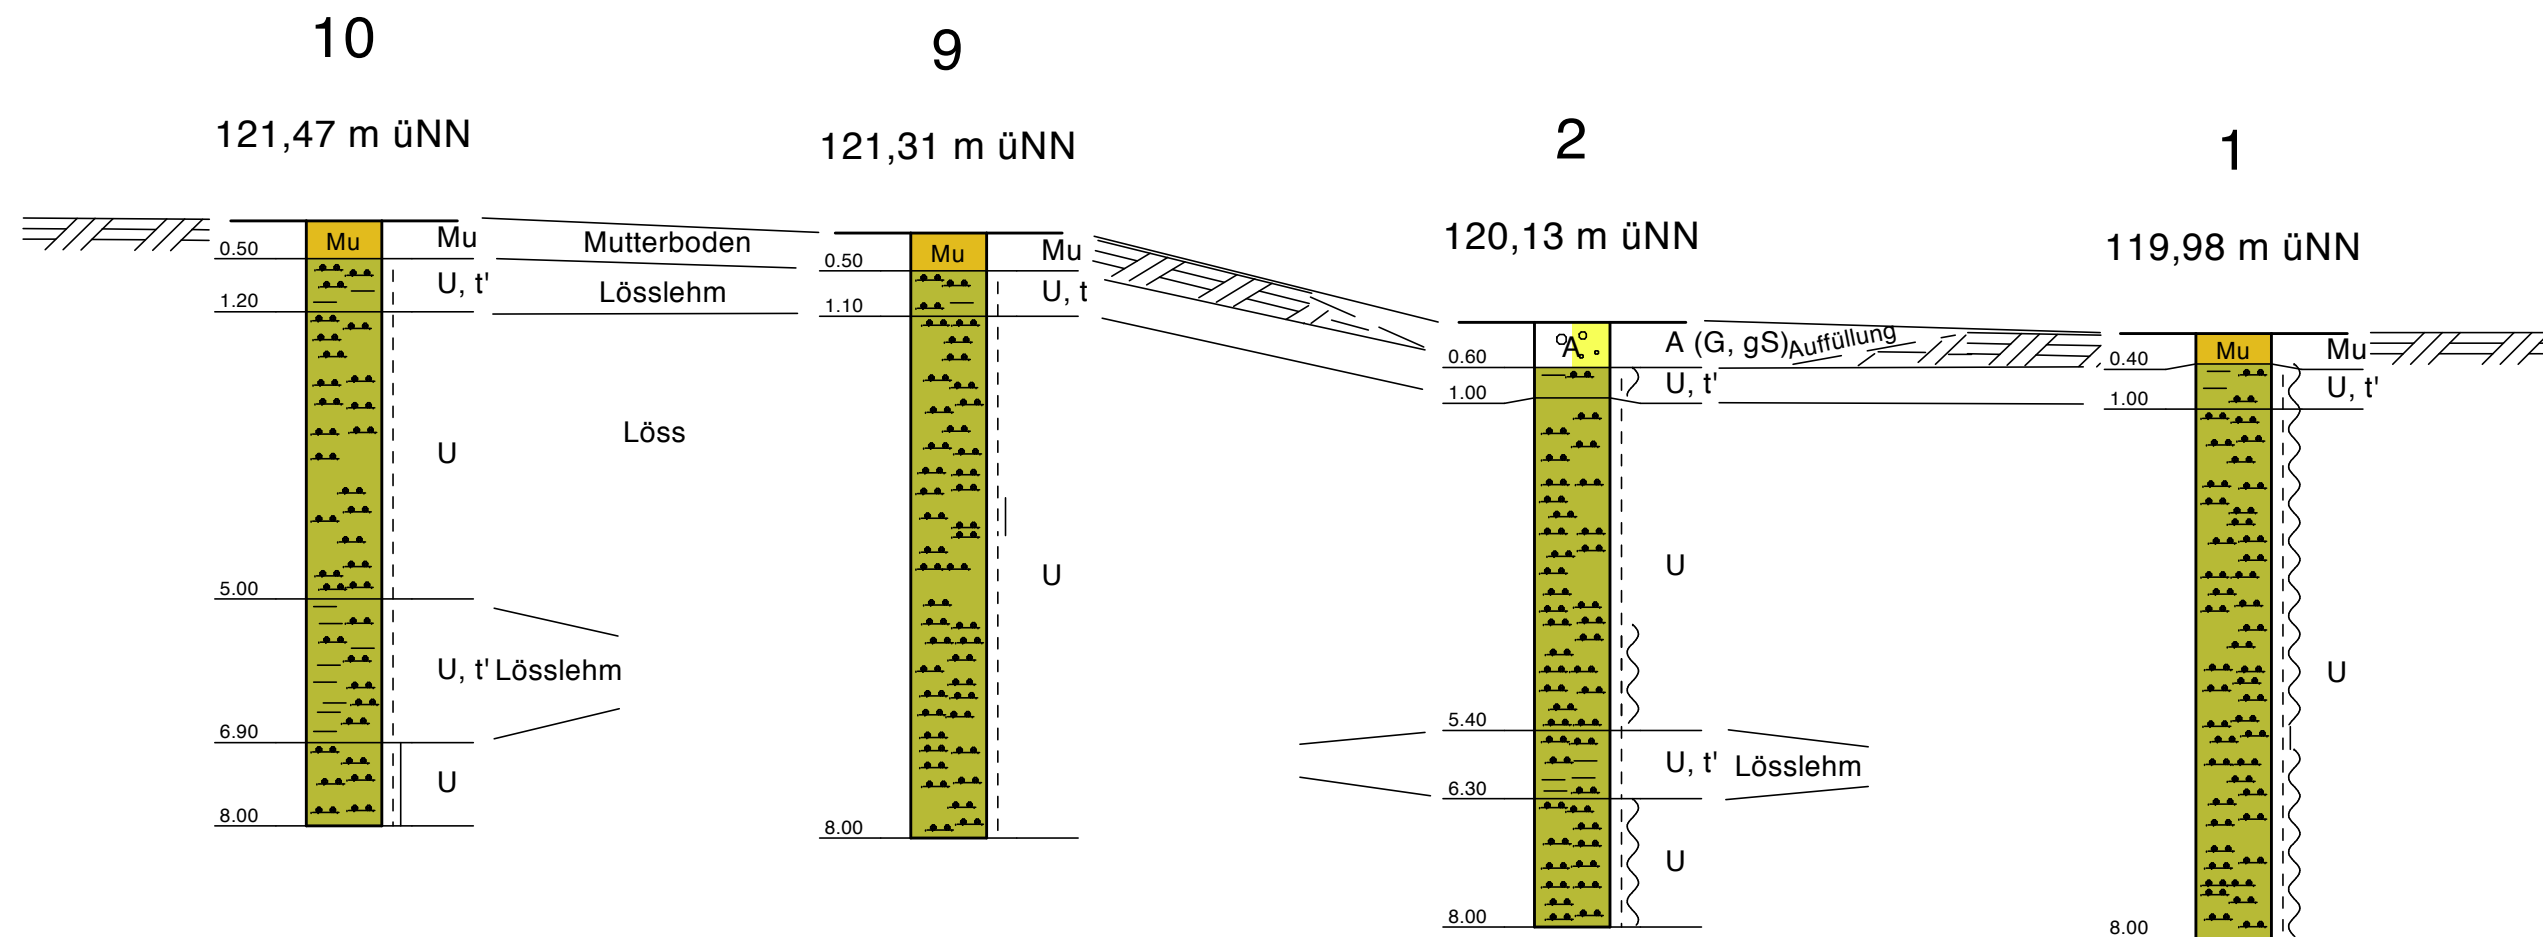 10
121,47 m üNN
0.50
1.20
5.00
6.90
8.00
Mu
Mu
U, t'
U
U, t'
U
Mutterboden
Lösslehm
Löss
Lösslehm
9
121,31 m üNN
0.50
1.10
8.00
Mu
Mu
U, t
U
2
120,13 m üNN
0.60
1.00
5.40
6.30
8.00
A
A (G, gS)
U, t'
U
U, t'
U
Auffüllung
Lösslehm
1
119,98 m üNN
0.40
1.00
8.00
Mu
Mu
U, t'
U